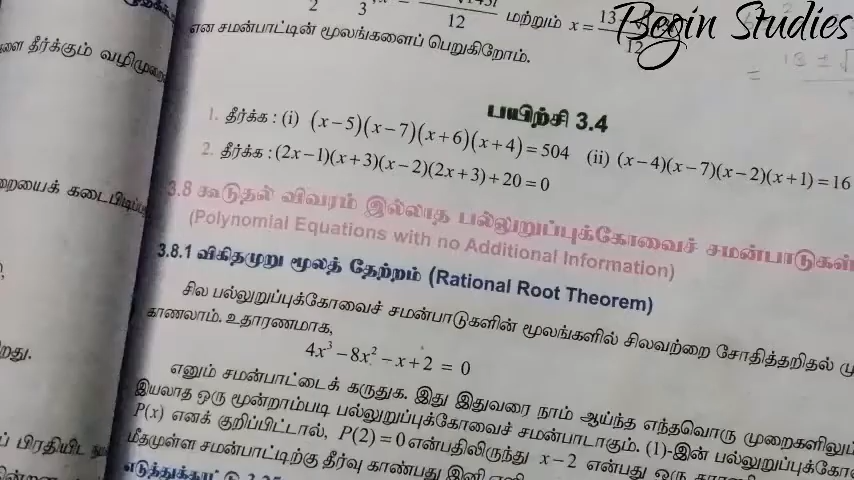 Begin Studies
12 மற்றும் x =
12
என சமன்பாட்டின் மூலங்களைப் பெறுகிறோம்.
தீர்க்கும்
பயிற்சி 3.4
1. தீர்க்க : (i) (x−5)(x−7)(x+6)(x+4) = 504 (ii) (x−4)(x−7)(x−2)(x+1) = 16
2. தீர்க்க : (2x−1)(x+3)(x−2)(2x+3)+20 = 0
3.8 கூடுதல் விவரம் இல்லாத பல்லுறுப்புக்கோவைச் சமன்பாடுகள்
(Polynomial Equations with no Additional Information)
3.8.1 விகிதமுறு மூலத் தேற்றம் (Rational Root Theorem)
சில பல்லுறுப்புக்கோவைச் சமன்பாடுகளின் மூலங்களில் சிலவற்றை சோதித்தறிதல்
காணலாம். உதாரணமாக,
4x³ − 8x² − x + 2 = 0
எனும் சமன்பாட்டைக் கருதுக. இது இதுவரை நாம் ஆய்ந்த எந்தவொரு முறைகளிலும்
இயலாத ஒரு மூன்றாம்படி பல்லுறுப்புக்கோவைச் சமன்பாடாகும். (1)-இன் பல்லுறுப்புக்கோவை
P(x) எனக் குறிப்பிட்டால், P(2) = 0 என்பதிலிருந்து x − 2 என்பது ஒரு
மீதமுள்ள சமன்பாட்டிற்கு தீர்வு காண்பது இனி